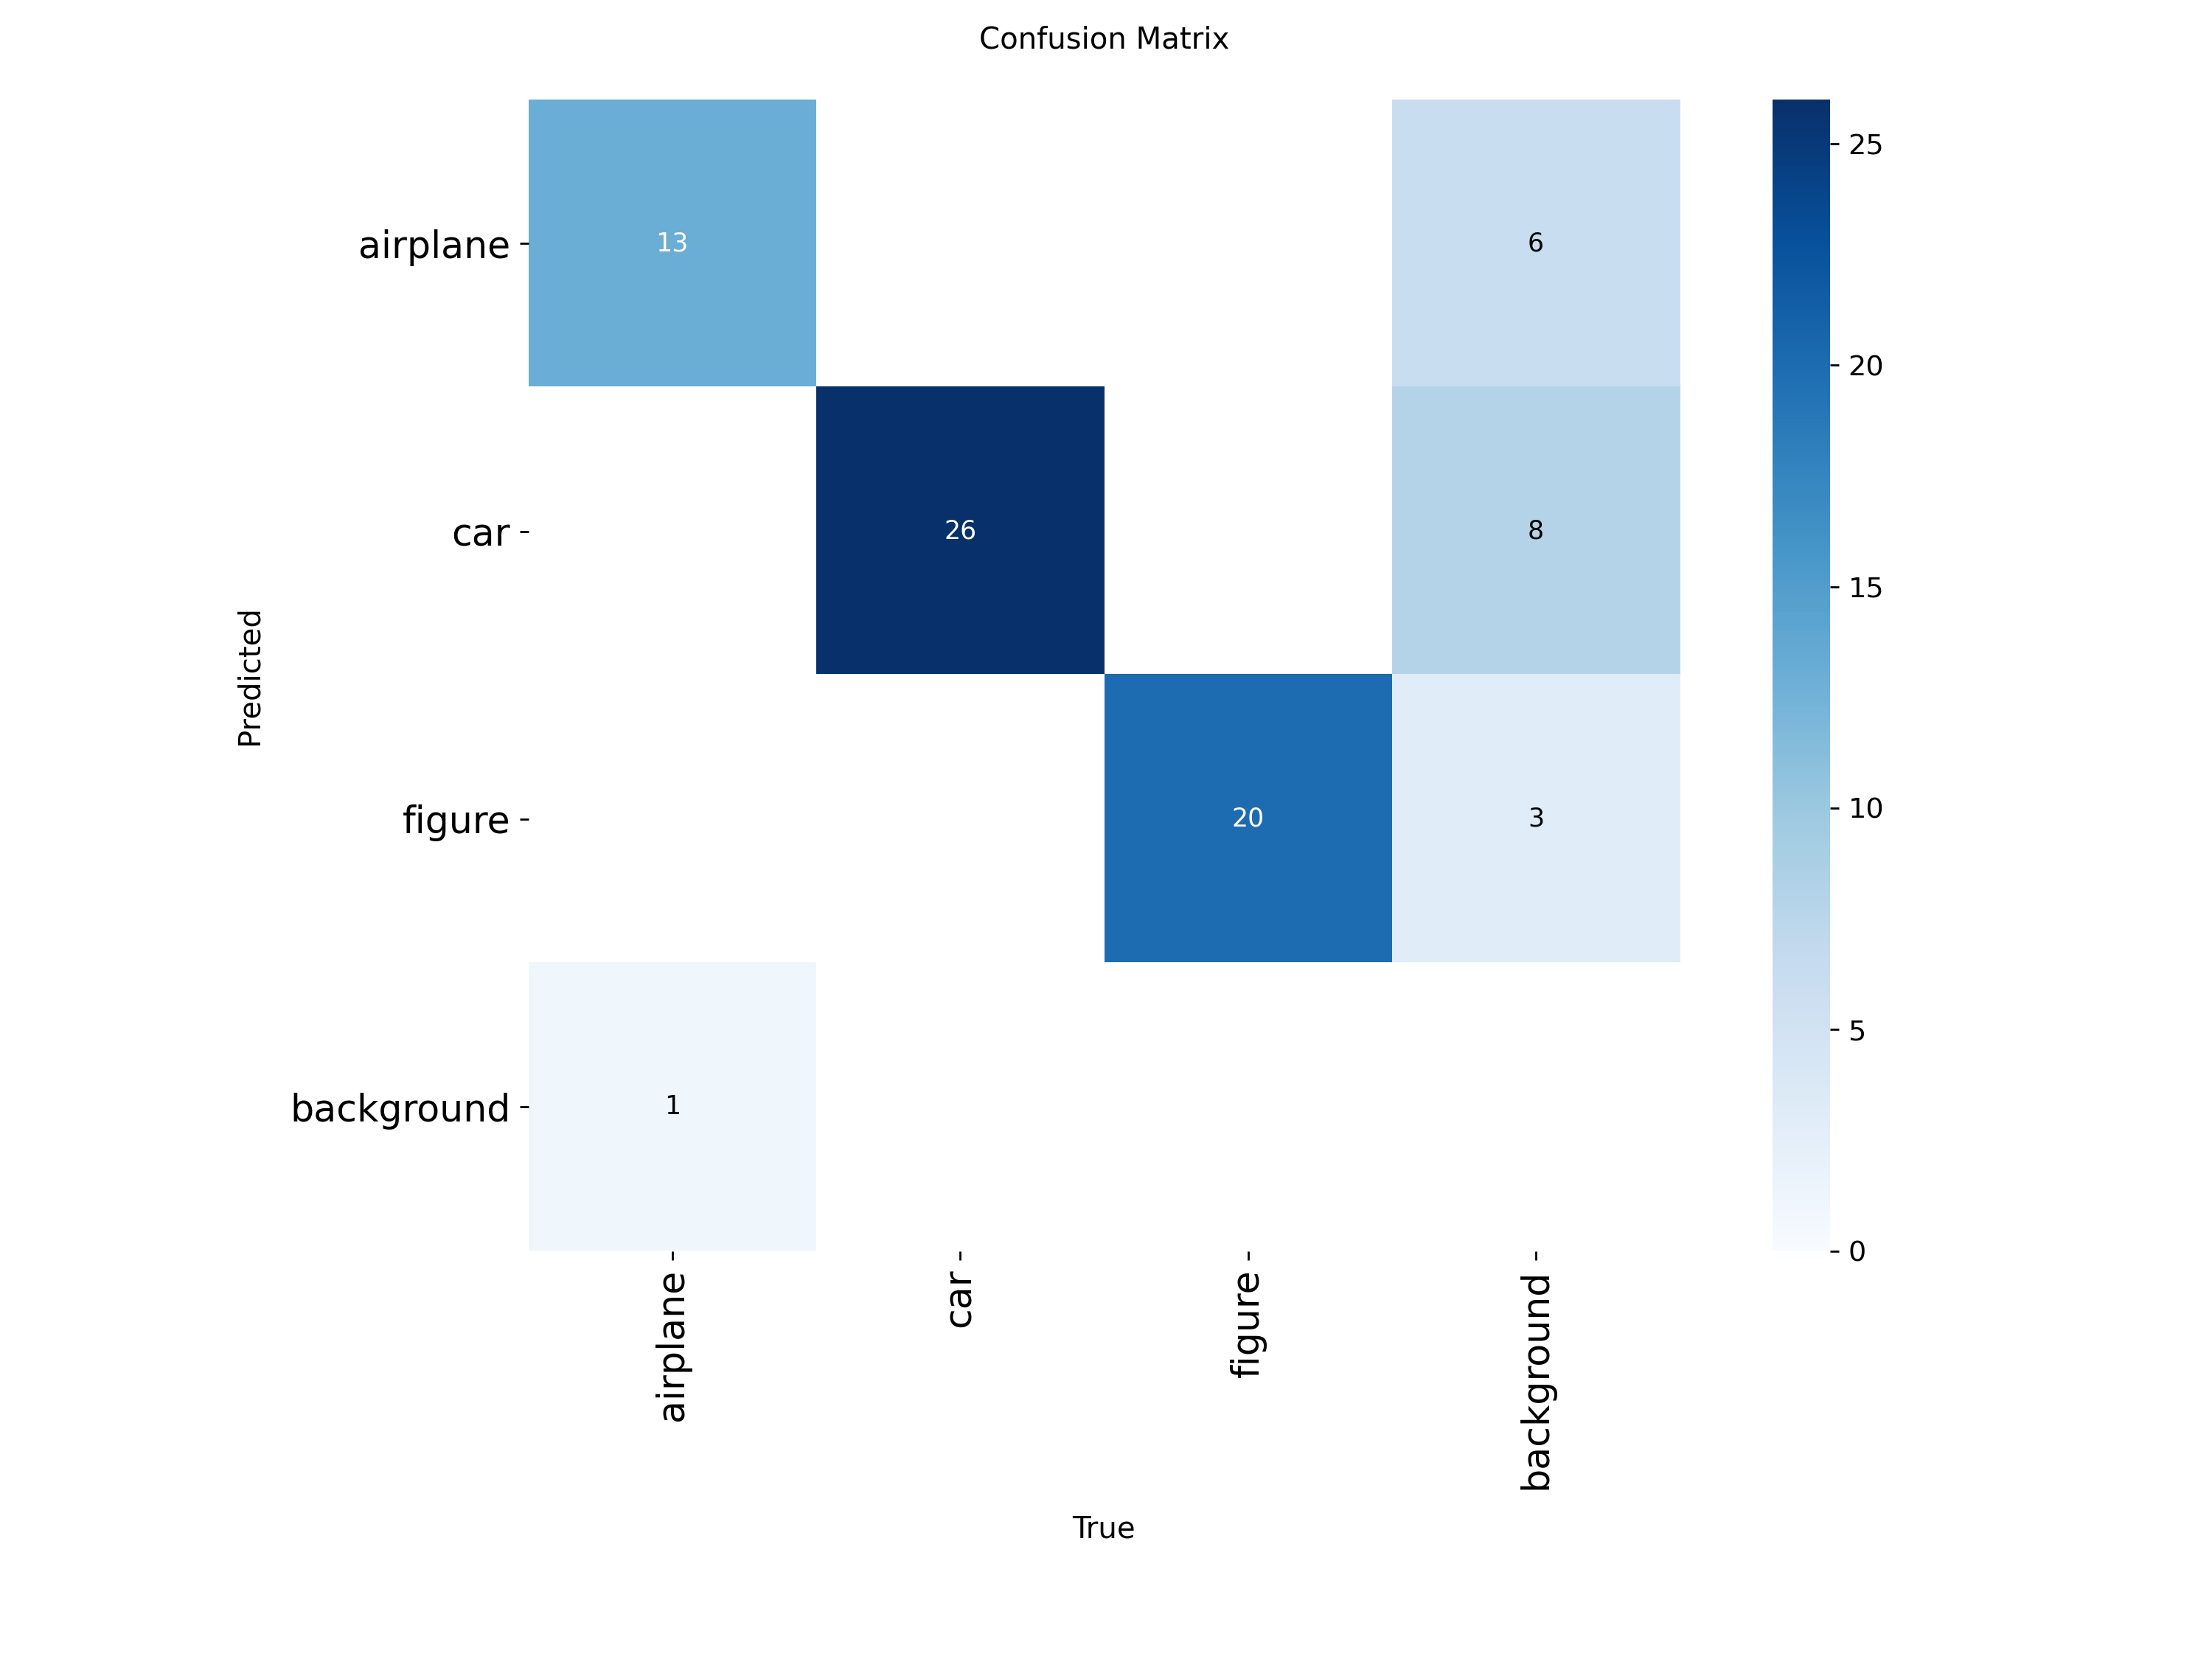 Confusion Matrix
airplane
13
6
car
26
8
figure
20
3
background
1
Predicted
airplane
car
figure
background
True
25
20
15
10
5
0